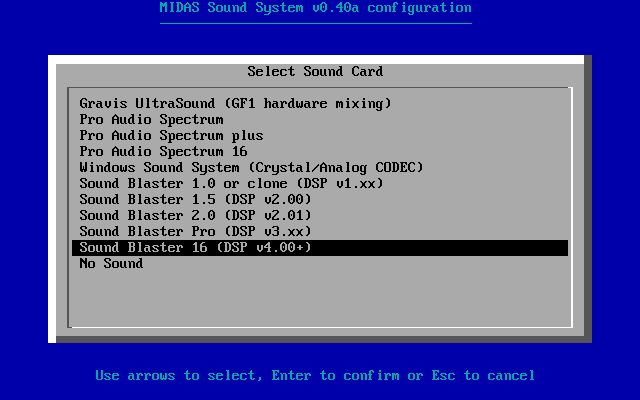 MIDAS Sound System v0.40a configuration
Select Sound Card
Gravis UltraSound (GF1 hardware mixing)
Pro Audio Spectrum
Pro Audio Spectrum plus
Pro Audio Spectrum 16
Windows Sound System (Crystal/Analog CODEC)
Sound Blaster 1.0 or clone (DSP v1.xx)
Sound Blaster 1.5 (DSP v2.00)
Sound Blaster 2.0 (DSP v2.01)
Sound Blaster Pro (DSP v3.xx)
Sound Blaster 16 (DSP v4.00+)
No Sound
Use arrows to select, Enter to confirm or Esc to cancel